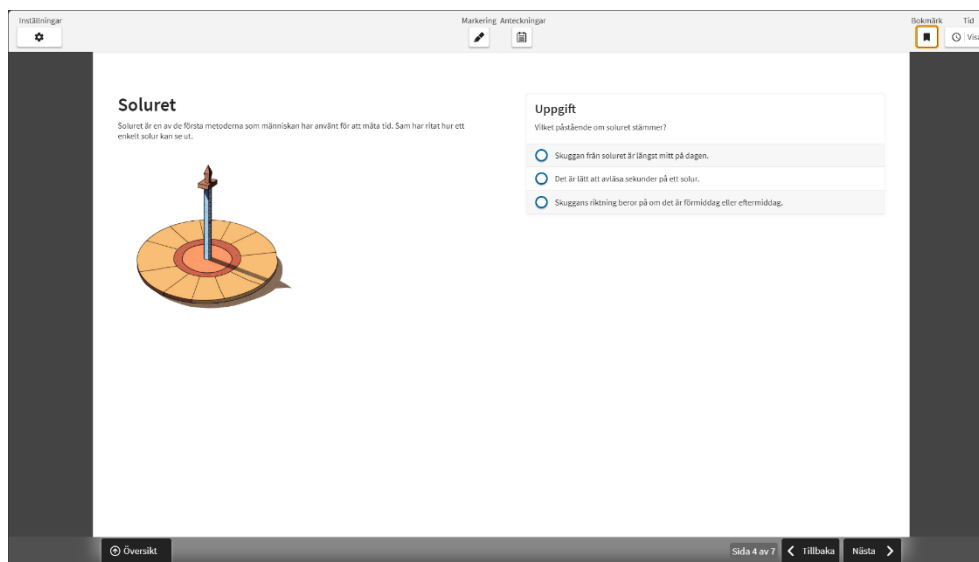 Inställningar
Markering Anteckningar
Bokmärk Tid
Visa
Soluret
Soluret är en av de första metoderna som människan har använt för att mäta tid. Sam har ritat hur ett
enkelt solur kan se ut.
Uppgift
Vilket påstående om soluret stämmer?
Skuggan från soluret är längst mitt på dagen.
Det är lätt att avläsa sekunder på ett solur.
Skuggans riktning beror på om det är förmiddag eller eftermiddag.
Översikt
Sida 4 av 7
Tillbaka
Nästa